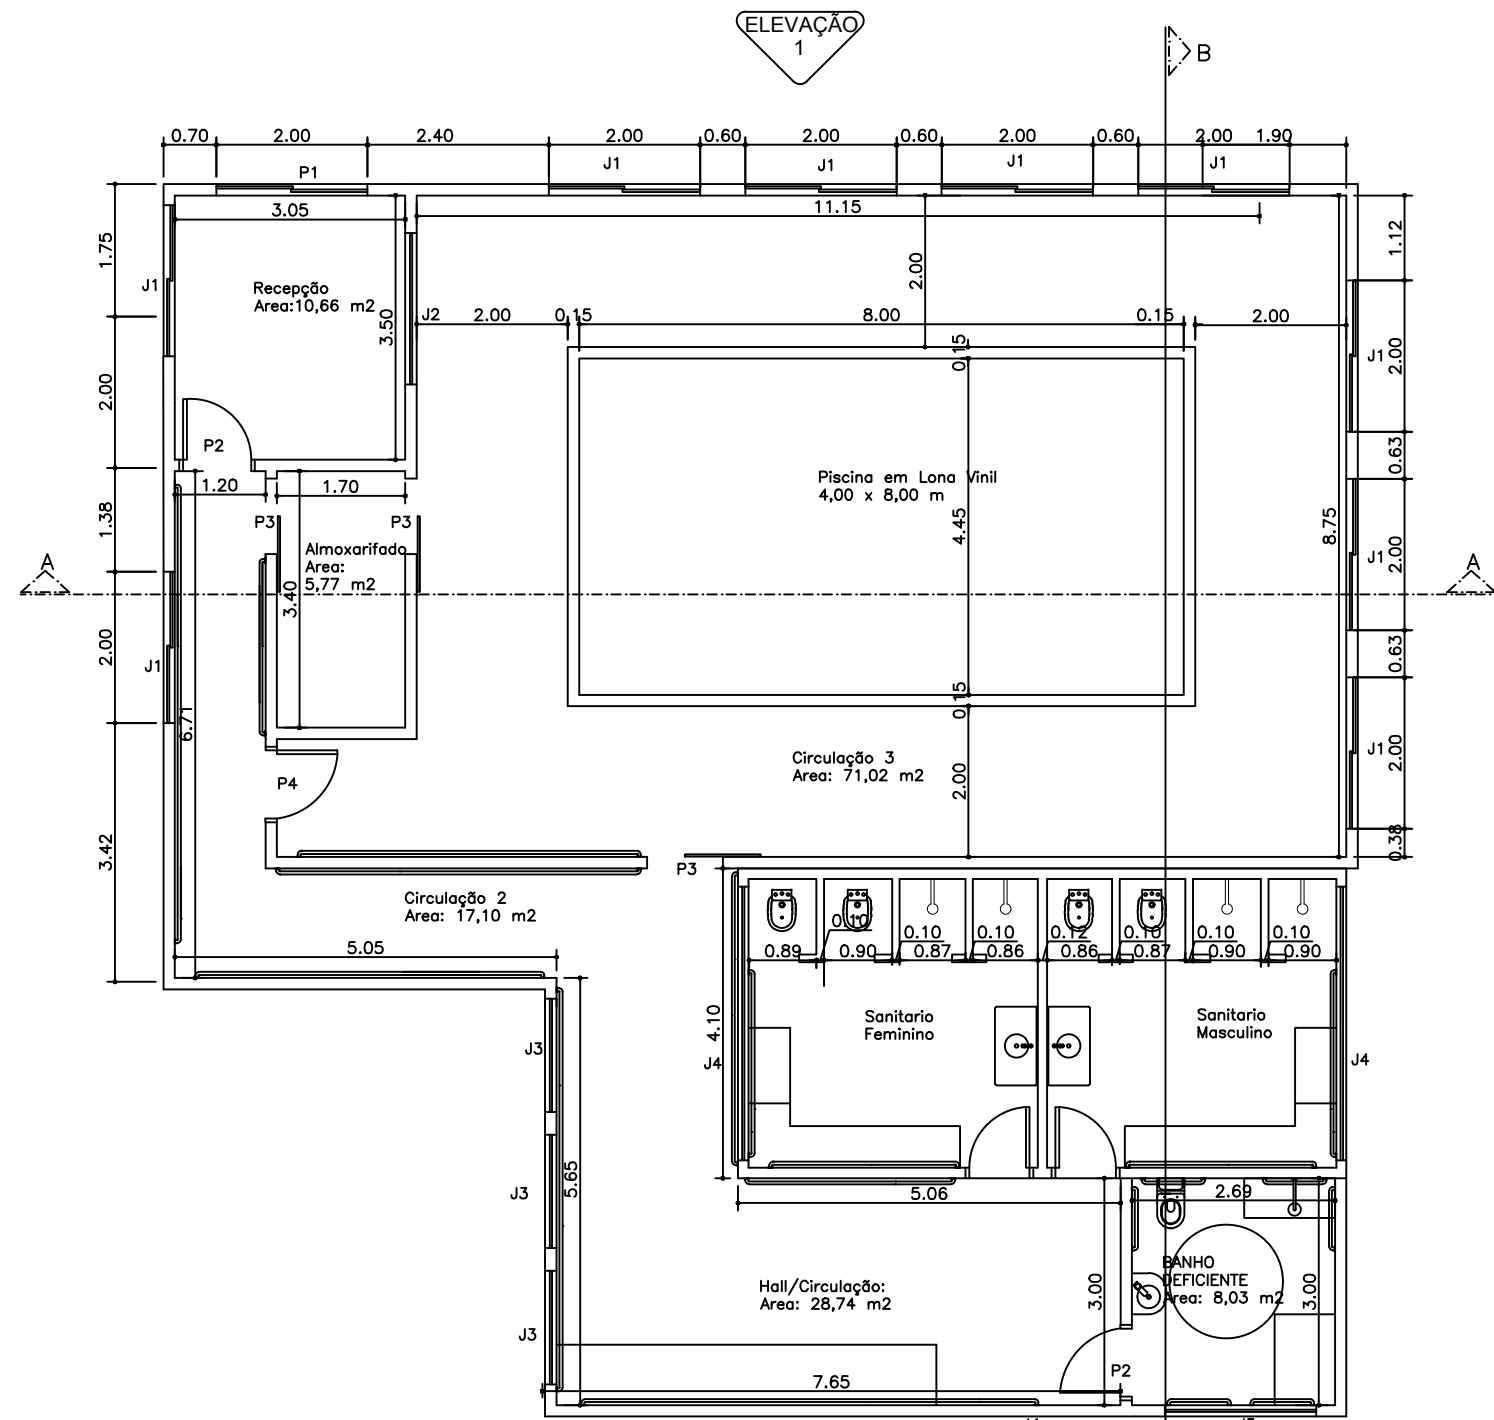 ELEVAÇÃO
1
B
0.70 2.00 2.40 2.00 0.60 2.00 0.60 2.00 0.60 2.00 1.90
P1 J1 J1 J1 J1
3.05 11.15
1.75 1.12
J1 Recepção
Area:10,66 m2
2.00
J2 2.00 0.15 8.00 0.15 2.00
3.50
0.15
J1 2.00
2.00
P2
0.63
Piscina em Lona Vinil
4,00 x 8,00 m
1.20 1.70
P3 P3
1.38
4.45 8.75
Almoxarifado
Area:
5,77 m2
J1 2.00
A A
3.40
2.00
J1
0.63
0.15
6.71
J1 2.00
Circulação 3
Area: 71,02 m2
P4
2.00
3.42
0.38
P3
Circulação 2
Area: 17,10 m2
0.10 0.10 0.10 0.12 0.10 0.10 0.10
5.05 0.89 0.90 0.87 0.86 0.86 0.87 0.90 0.90
Sanitario
Feminino
Sanitario
Masculino
4.10
J3 J4 J4
5.65
J3 5.06 2.69
BANHO
DEFICIENTE
Area: 8,03 m2
Hall/Circulação:
Area: 28,74 m2
3.00 3.00
J3
P2
7.65